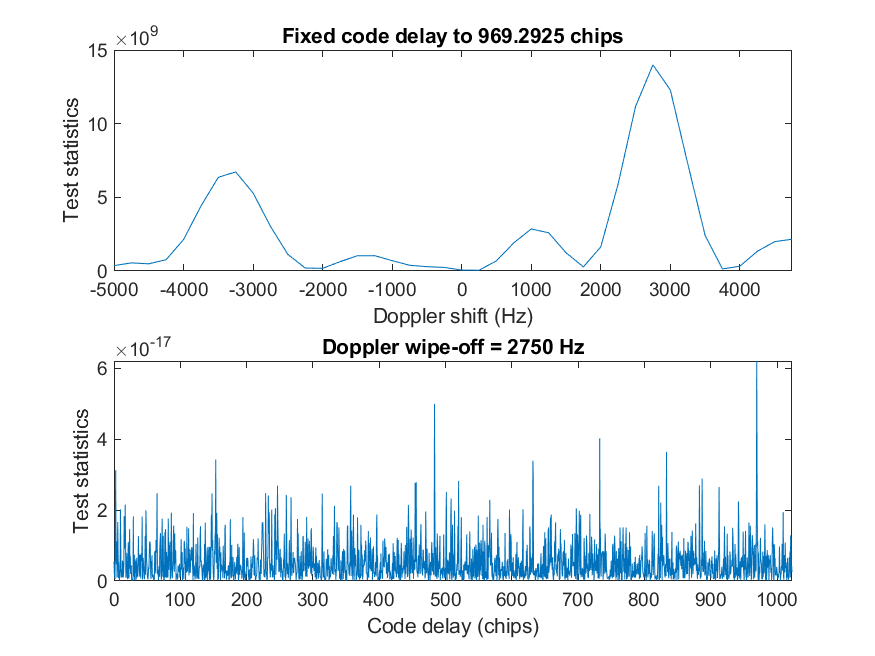 ×10^9
Fixed code delay to 969.2925 chips
15
10
5
0
Test statistics
-5000 -4000 -3000 -2000 -1000 0 1000 2000 3000 4000
Doppler shift (Hz)
×10^-17
Doppler wipe-off = 2750 Hz
6
4
2
0
Test statistics
0 100 200 300 400 500 600 700 800 900 1000
Code delay (chips)